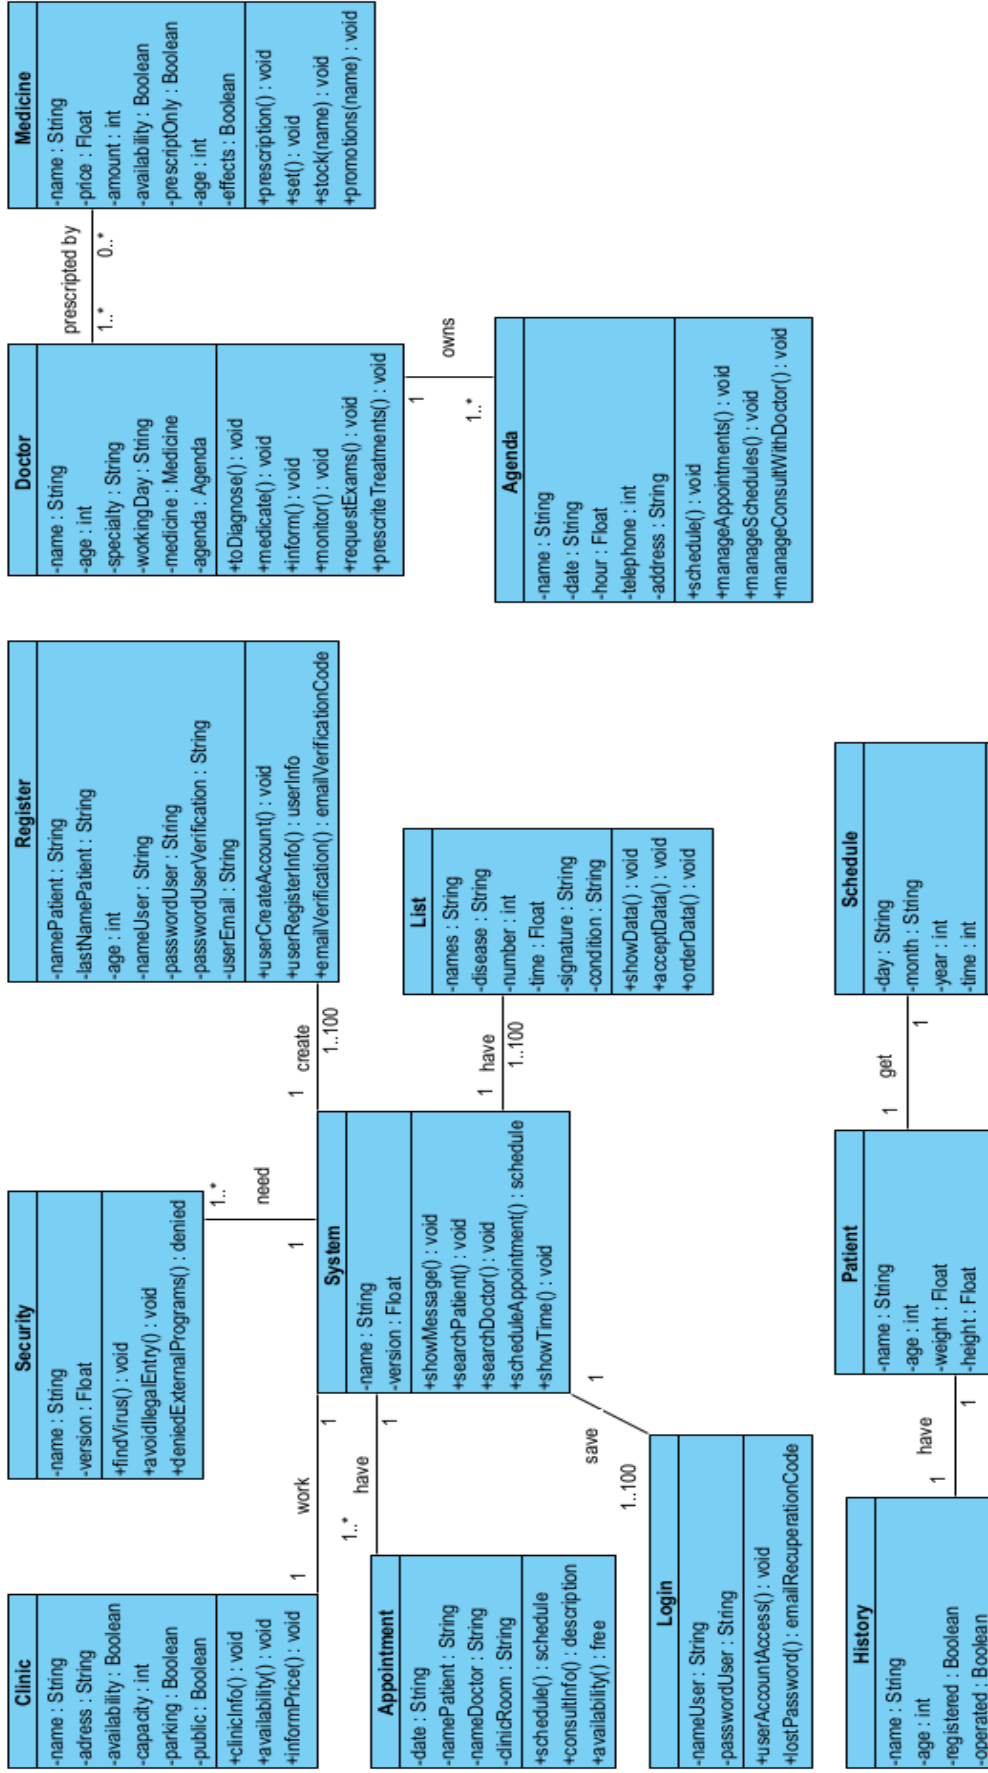 Clinic
-name : String
-adress : String
-availability : Boolean
-capacity : int
-parking : Boolean
-public : Boolean
+clinicInfo() : void
+availability() : void
+informPrice() : void
1
work
1
Security
-name : String
-version : Float
+findVirus() : void
+avoidIlegalEntry() : void
+deniedExternalPrograms() : denied
1..*
need
1
System
-name : String
-version : Float
+showMessage() : void
+searchPatient() : void
+searchDoctor() : void
+scheduleAppointment() : schedule
+showTime() : void
1
create
1..100
Register
-namePatient : String
-lastNamePatient : String
-age : int
-nameUser : String
-passwordUser : String
-passwordUserVerification : String
-userEmail : String
+userCreateAccount() : void
+userRegisterInfo() : userInfo
+emailVerification() : emailVerificationCode
Doctor
-name : String
-age : int
-specialty : String
-workingDay : String
-medicine : Medicine
-agenda : Agenda
+toDiagnose() : void
+medicate() : void
+inform() : void
+monitor() : void
+requestExams() : void
+prescriteTreatments() : void
prescripted by
1..*
0..*
Medicine
-name : String
-price : Float
-amount : int
-availability : Boolean
-prescriptOnly : Boolean
-age : int
-effects : Boolean
+prescription() : void
+set() : void
+stock(name) : void
+promotions(name) : void
1..*
have
1
Appointment
-date : String
-namePatient : String
-nameDoctor : String
-clinicRoom : String
+schedule() : schedule
+consultInfo() : description
+availability() : free
1
have
1..100
List
-names : String
-disease : String
-number : int
-time : Float
-signature : String
-condition : String
+showData() : void
+acceptData() : void
+orderData() : void
1
owns
1..*
Agenda
-name : String
-date : String
-hour : Float
-telephone : int
-address : String
+schedule() : void
+manageAppointments() : void
+manageSchedules() : void
+manageConsultWithDoctor() : void
1
save
1..100
Login
-nameUser : String
-passwordUser : String
+userAccountAccess() : void
+lostPassword() : emailRecuperationCode
History
-name : String
-age : int
-registered : Boolean
-operated : Boolean
1
have
1
Patient
-name : String
-age : int
-weight : Float
-height : Float
1
get
1
Schedule
-day : String
-month : String
-year : int
-time : int